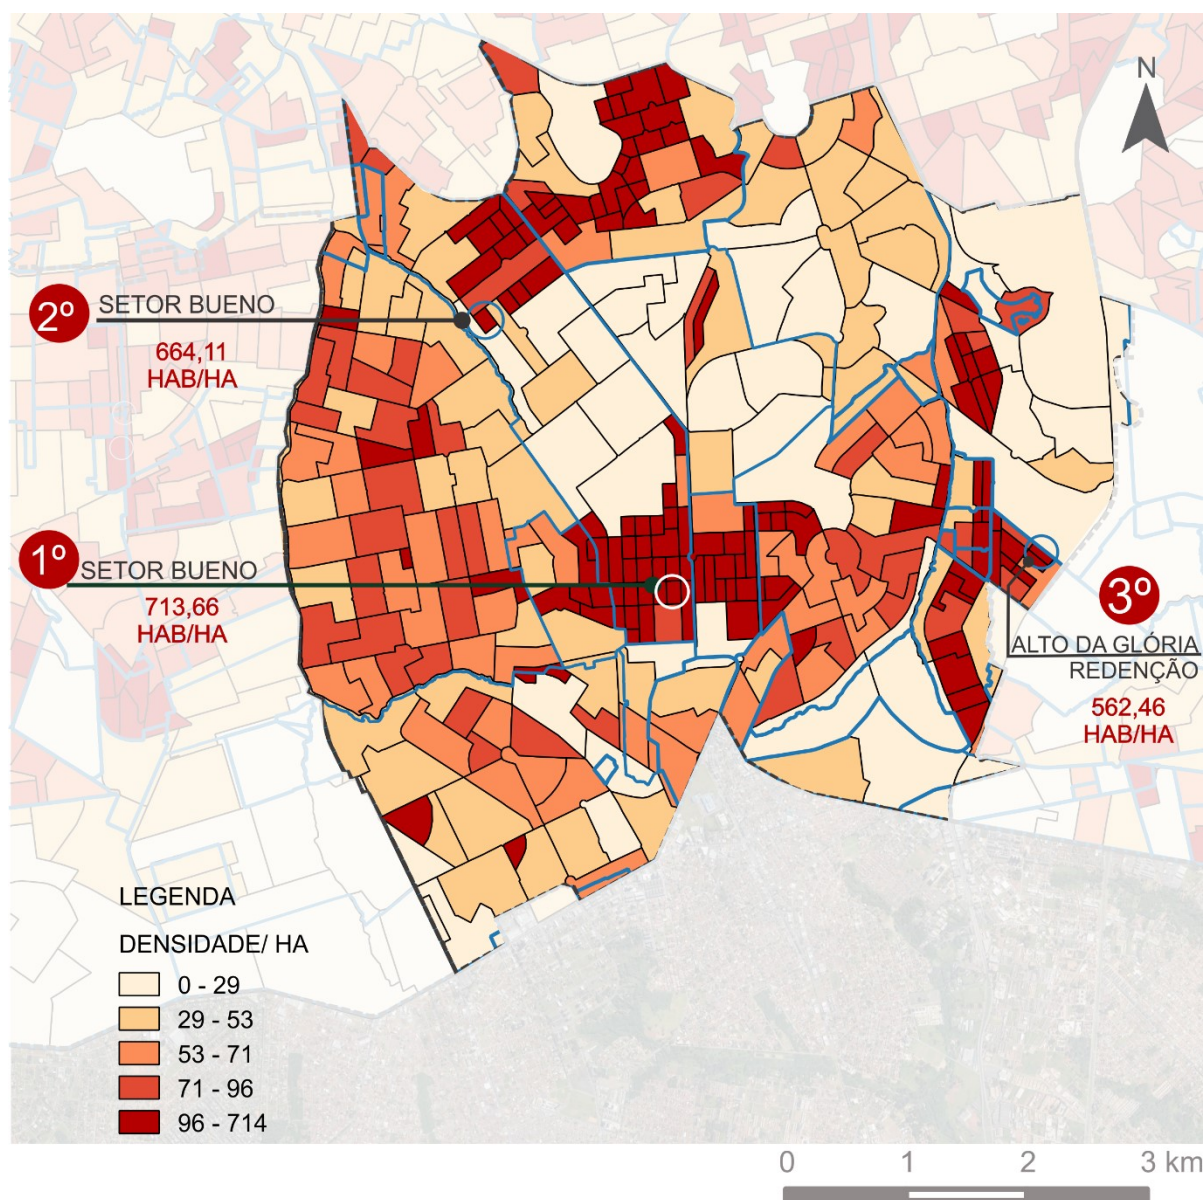 N
2º
SETOR BUENO
664,11
HAB/HA
1º
SETOR BUENO
713,66
HAB/HA
3º
ALTO DA GLÓRIA
REDENÇÃO
562,46
HAB/HA
LEGENDA
DENSIDADE/ HA
0 - 29
29 - 53
53 - 71
71 - 96
96 - 714
0 1 2 3 km